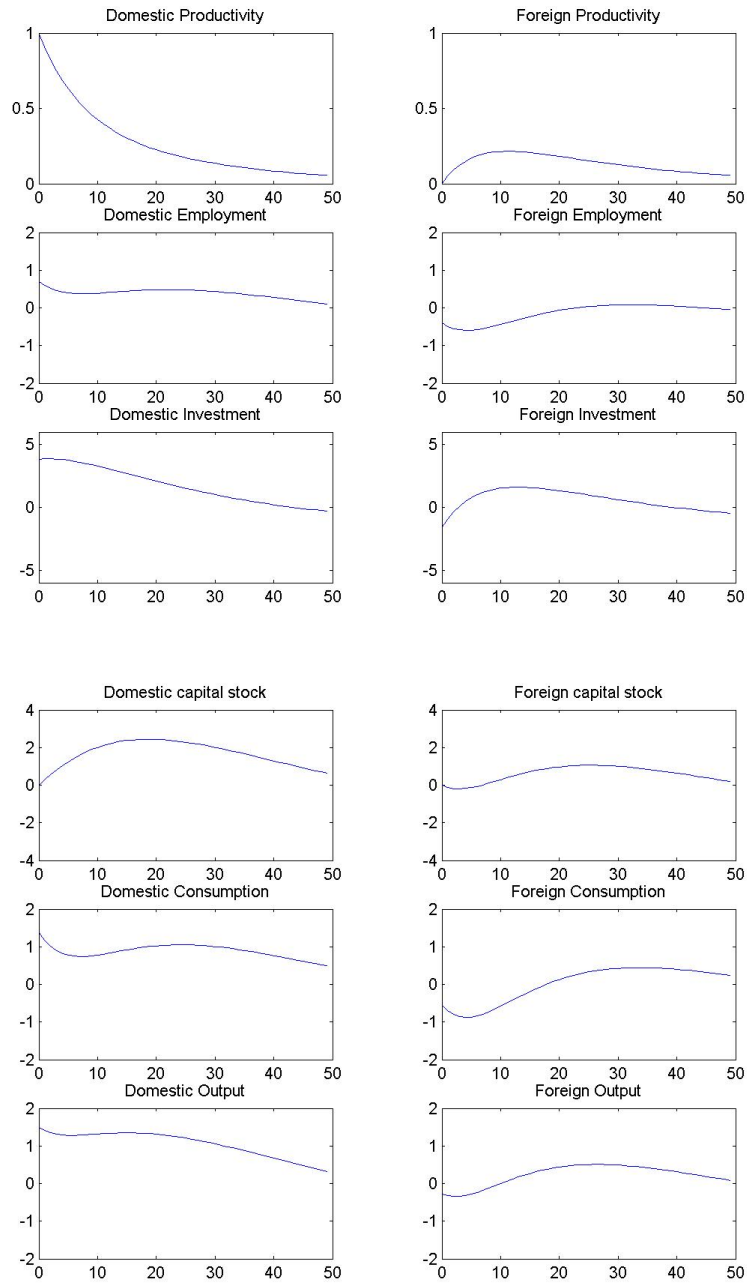 Domestic Productivity
1
0.5
0
0 10 20 30 40 50
Foreign Productivity
1
0.5
0
0 10 20 30 40 50
Domestic Employment
2
1
0
-1
-2
0 10 20 30 40 50
Foreign Employment
2
1
0
-1
-2
0 10 20 30 40 50
Domestic Investment
5
0
-5
0 10 20 30 40 50
Foreign Investment
5
0
-5
0 10 20 30 40 50
Domestic capital stock
4
2
0
-2
-4
0 10 20 30 40 50
Foreign capital stock
4
2
0
-2
-4
0 10 20 30 40 50
Domestic Consumption
2
1
0
-1
-2
0 10 20 30 40 50
Foreign Consumption
2
1
0
-1
-2
0 10 20 30 40 50
Domestic Output
2
1
0
-1
-2
0 10 20 30 40 50
Foreign Output
2
1
0
-1
-2
0 10 20 30 40 50